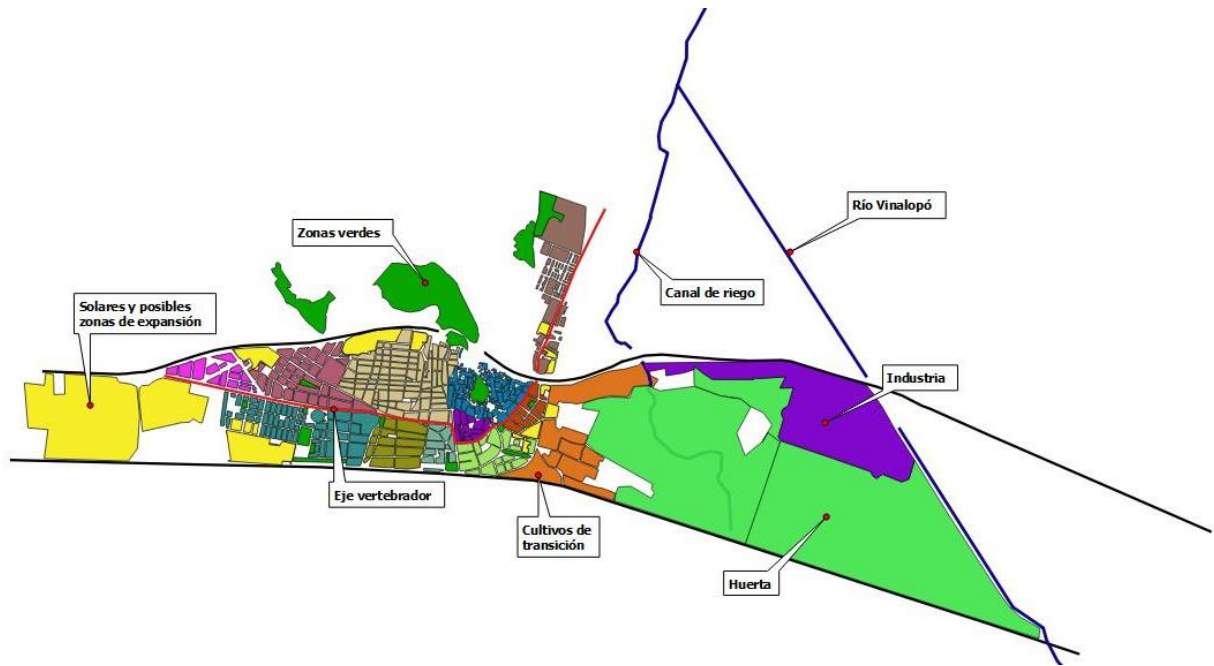 Río Vinalopó
Zonas verdes
Canal de riego
Solares y posibles
zonas de expansión
Industria
Eje vertebrador
Cultivos de
transición
Huerta